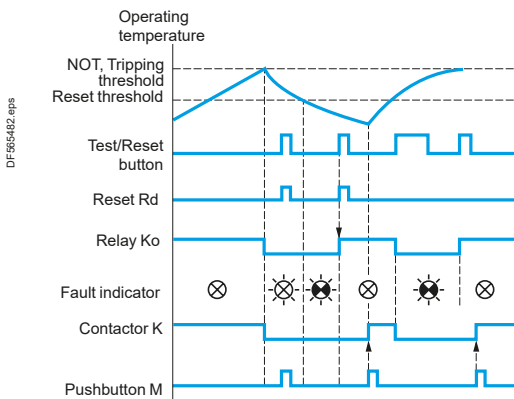 Operating
temperature
NOT, Tripping
threshold
Reset threshold
DF565482.eps
Test/Reset
button
Reset Rd
Relay Ko
Fault indicator
Contactor K
Pushbutton M